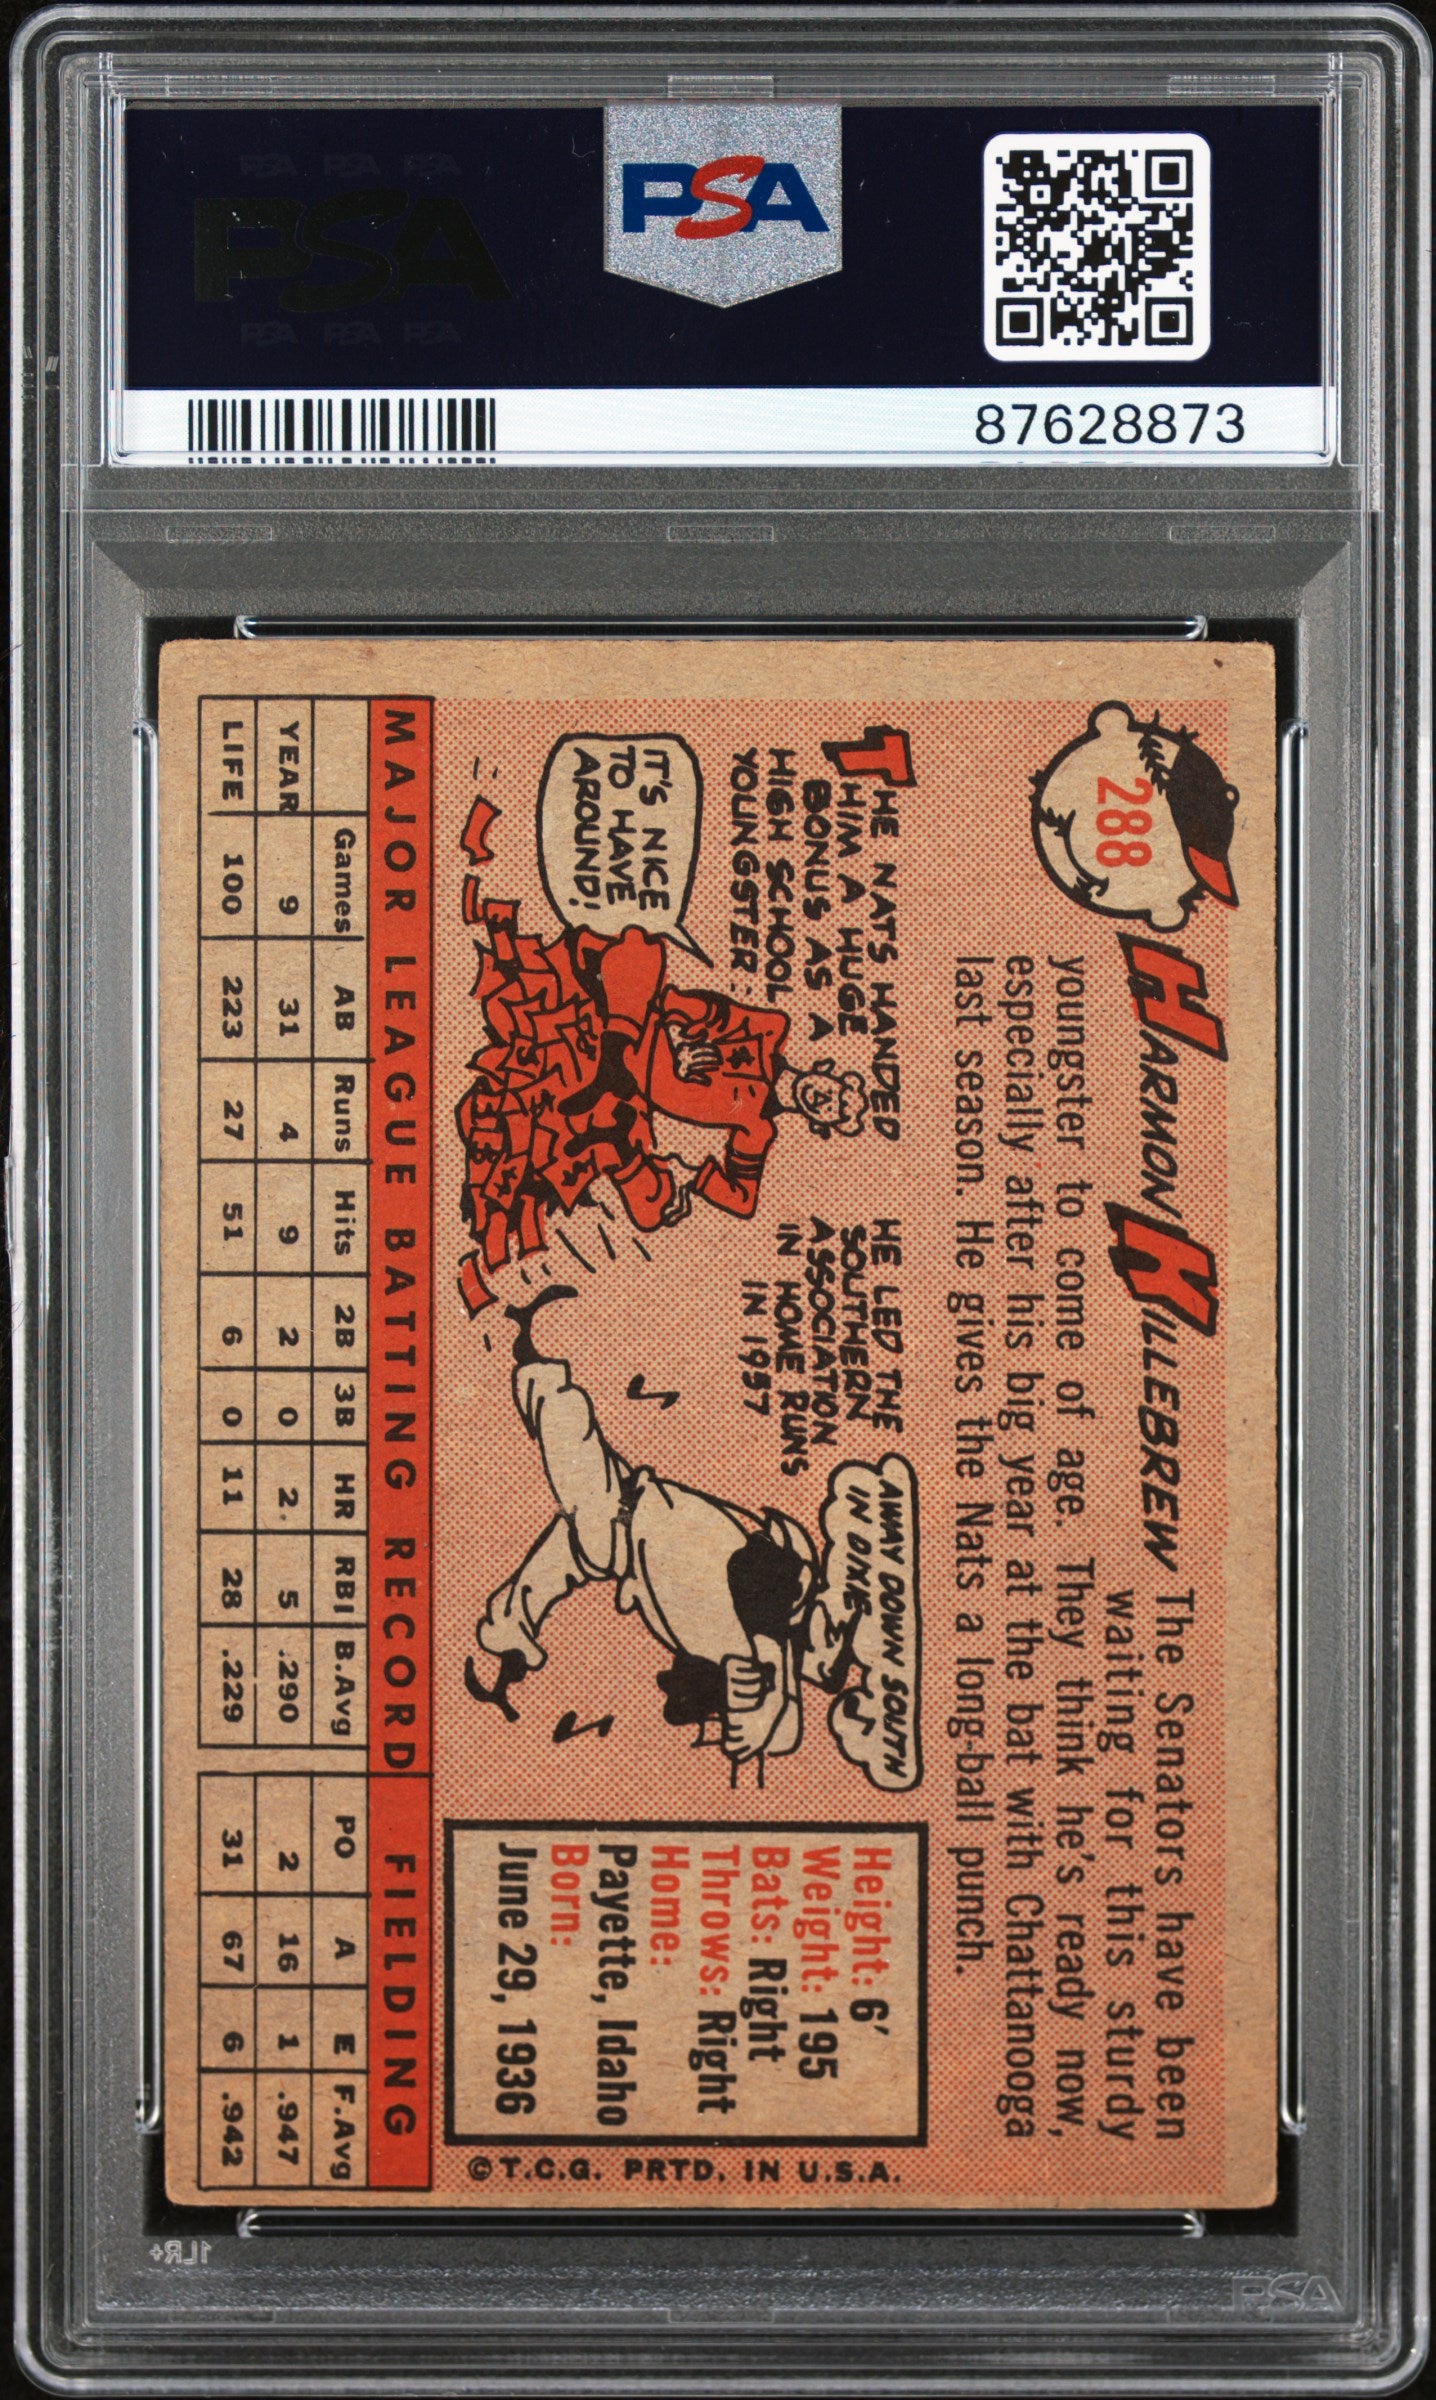 PSA PSA PSA
PSA
PSA PSA PSA
PSA
87628873
288
HARMON KILLEBREW
The Senators have been
waiting for this sturdy
youngster to come of age. They think he's ready now,
especially after his big year at the bat with Chattanooga
last season. He gives the Nats a long-ball punch.
THE NATS HANDED
HIM A HUGE
BONUS AS A
HIGH SCHOOL
YOUNGSTER:
IT'S NICE
TO HAVE
AROUND!
HE LED THE
SOUTHERN
ASSOCIATION
IN HOME RUNS
IN 1957
AWAY DOWN SOUTH
IN DIXIE
Height: 6'
Weight: 195
Bats: Right
Throws: Right
Home:
Payette, Idaho
Born:
June 29, 1936
©T.C.G. PRTD. IN U.S.A.
MAJOR LEAGUE BATTING RECORD FIELDING
Games AB Runs Hits 2B 3B HR RBI B.Avg PO A E F.Avg
YEAR 9 31 4 9 2 0 2. 5 .290 2 16 1 .947
LIFE 100 223 27 51 6 0 11 28 .229 31 67 6 .942
1LR+
PSA